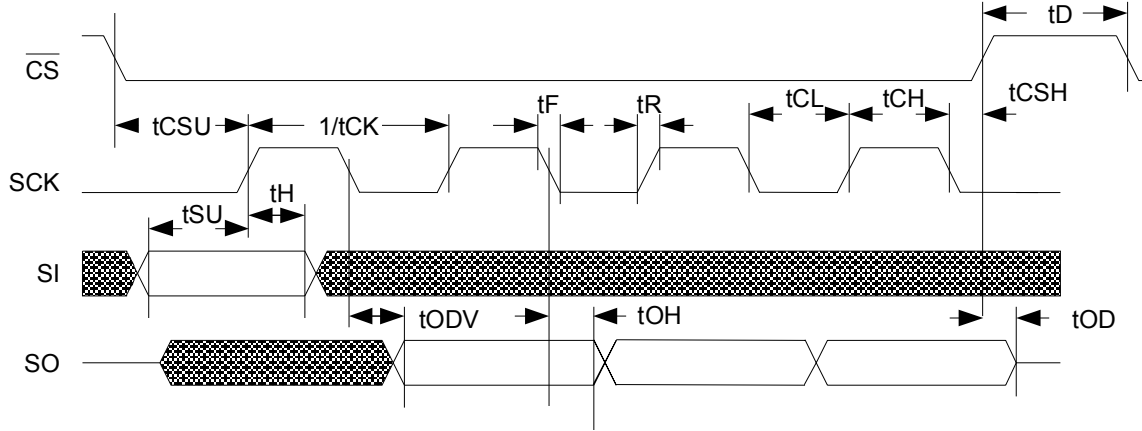 tD
CS
tF
tR
tCL
tCH
tCSH
tCSU
1/tCK
SCK
tH
tSU
SI
tODV
tOH
tOD
SO